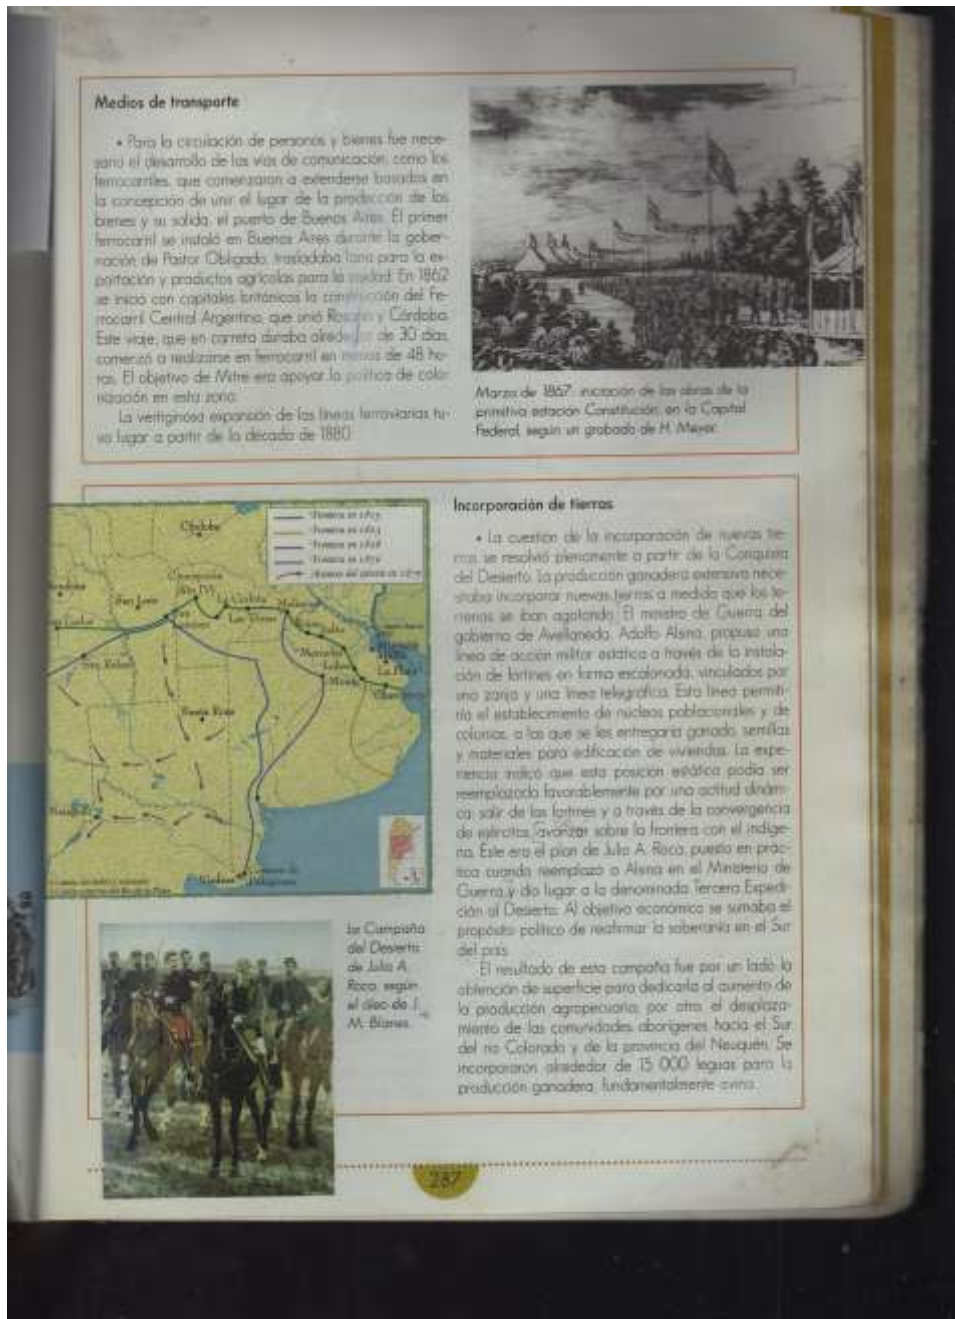 Medios de transporte
• Para la circulación de personas y bienes fue nece-
sario el desarrollo de las vías de comunicación, como los
ferrocarriles, que comenzaron a extenderse basados en
la concepción de unir el lugar de la producción de los
bienes y su salida, el puerto de Buenos Aires. El primer
ferrocarril se instaló en Buenos Aires durante la gober-
nación de Pastor Obligado, trasladaba lana para la ex-
portación y productos agrícolas para la ciudad. En 1862
se inició con capitales británicos la construcción del Fe-
rrocarril Central Argentino, que unió Rosario y Córdoba.
Este viaje, que en carreta duraba alrededor de 30 días,
comenzó a realizarse en ferrocarril en menos de 48 ho-
ras. El objetivo de Mitre era apoyar la política de colo-
nización en esta zona.
La vertiginosa expansión de las líneas ferroviarias tu-
vo lugar a partir de la década de 1880.
Marzo de 1867: iniciación de las obras de la
primitiva estación Constitución, en la Capital
Federal, según un grabado de H. Meyer.
Incorporación de tierras
• La cuestión de la incorporación de nuevas tie-
rras se resolvió plenamente a partir de la Conquista
del Desierto. La producción ganadera extensiva nece-
sitaba incorporar nuevas tierras a medida que los te-
rrenos se iban agotando. El ministro de Guerra del
gobierno de Avellaneda, Adolfo Alsina, propuso una
línea de acción militar estática a través de la instala-
ción de fortines en forma escalonada, vinculados por
una zanja y una línea telegráfica. Esta línea permiti-
ría el establecimiento de núcleos poblacionales y de
colonias, a las que se les entregaría ganado, semillas
y materiales para edificación de viviendas. La expe-
riencia indicó que esta posición estática podía ser
reemplazada favorablemente por una actitud dinámi-
ca: salir de los fortines y a través de la convergencia
de ejércitos, avanzar sobre la frontera con el indíge-
na. Este era el plan de Julio A. Roca, puesto en prác-
tica cuando reemplazó a Alsina en el Ministerio de
Guerra y dio lugar a la denominada Tercera Expedi-
ción al Desierto. Al objetivo económico se sumaba el
propósito político de reafirmar la soberanía en el Sur
del país.
El resultado de esta campaña fue por un lado la
obtención de superficie para dedicarla al aumento de
la producción agropecuaria; por otro, el desplaza-
miento de las comunidades aborígenes hacia el Sur
del río Colorado y de la provincia del Neuquén. Se
incorporaron alrededor de 15 000 leguas para la
producción ganadera, fundamentalmente ovina.
Córdoba
Concepción
San Luis
La Carlota
Las Tunas
Santa Rosa
La Plata
La Campaña
del Desierto
de Julio A.
Roca, según
el óleo de J.
M. Blanes.
287